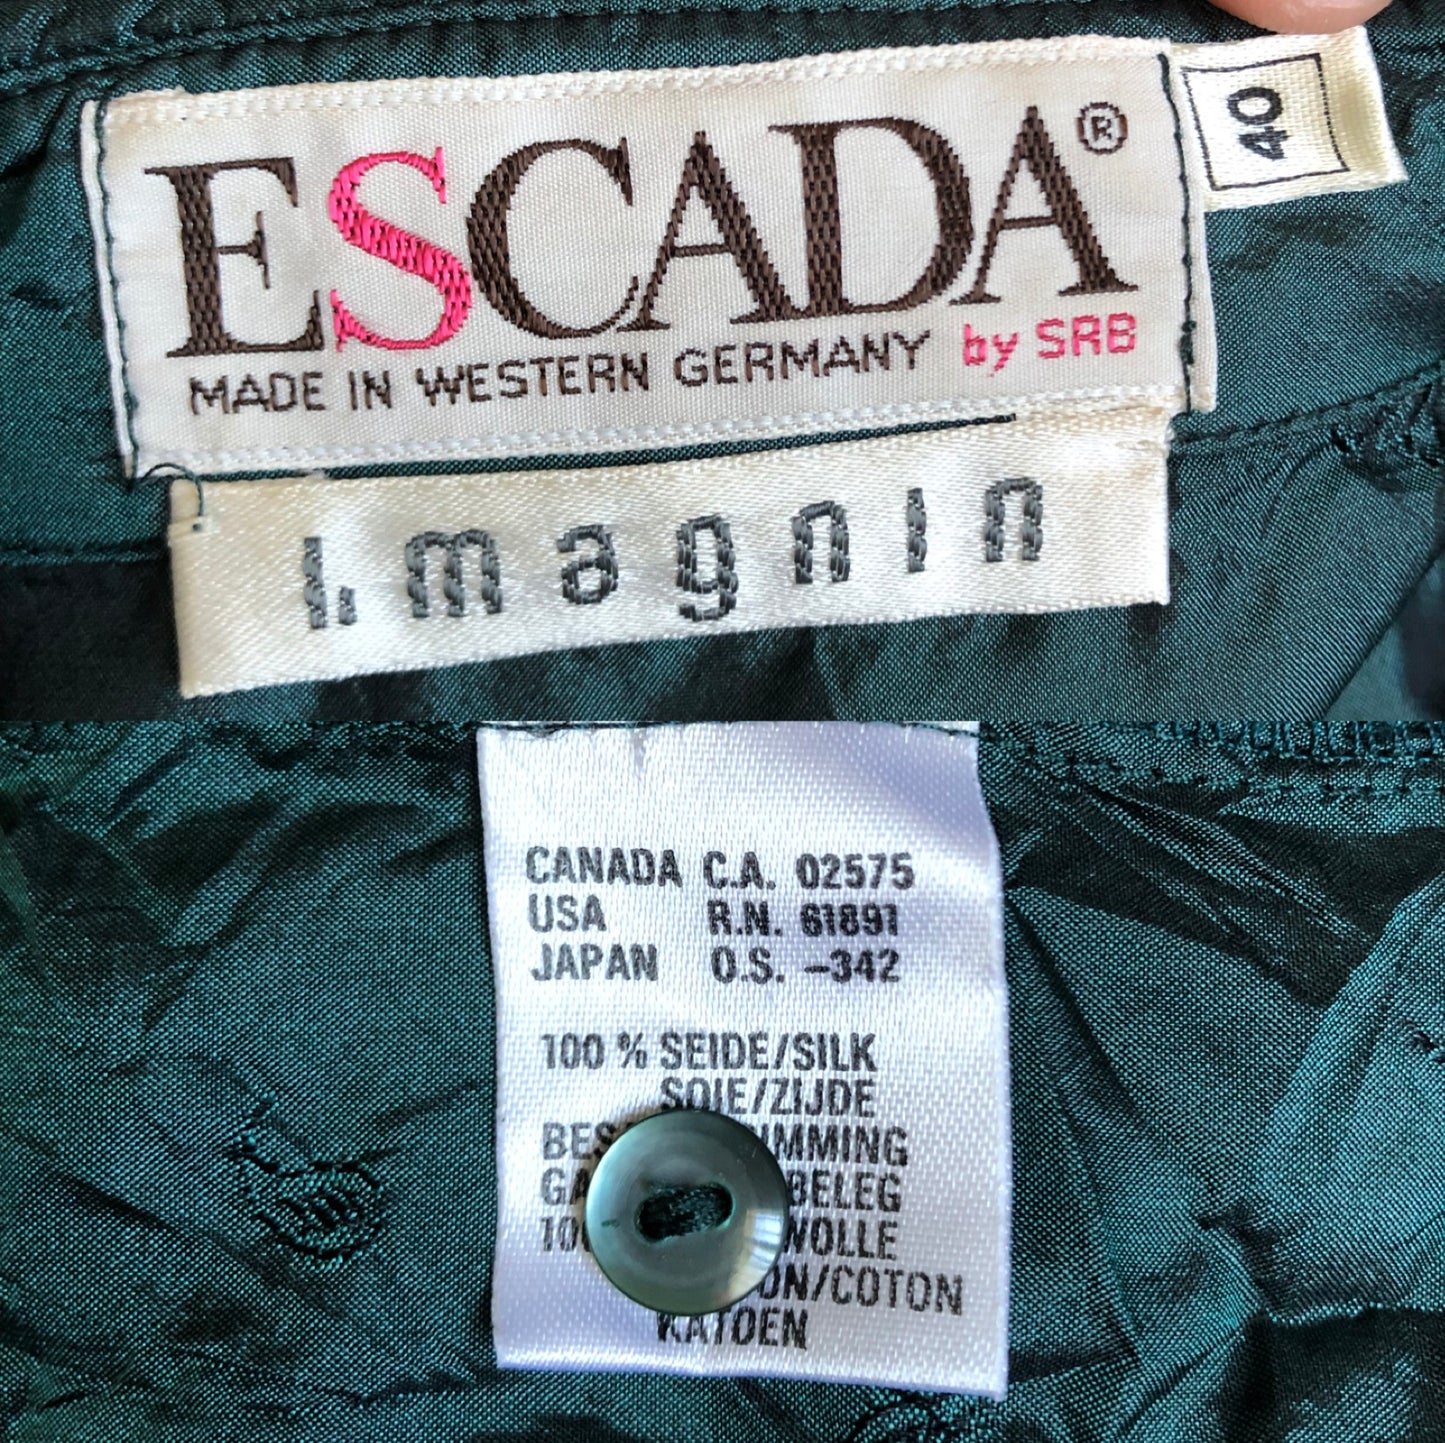 ESCADA®
MADE IN WESTERN GERMANY by SRB
40
I. magnin
CANADA C.A. 02575
USA R.N. 61891
JAPAN O.S. -342
100 % SEIDE/SILK
SOIE/ZIJDE
KATOEN